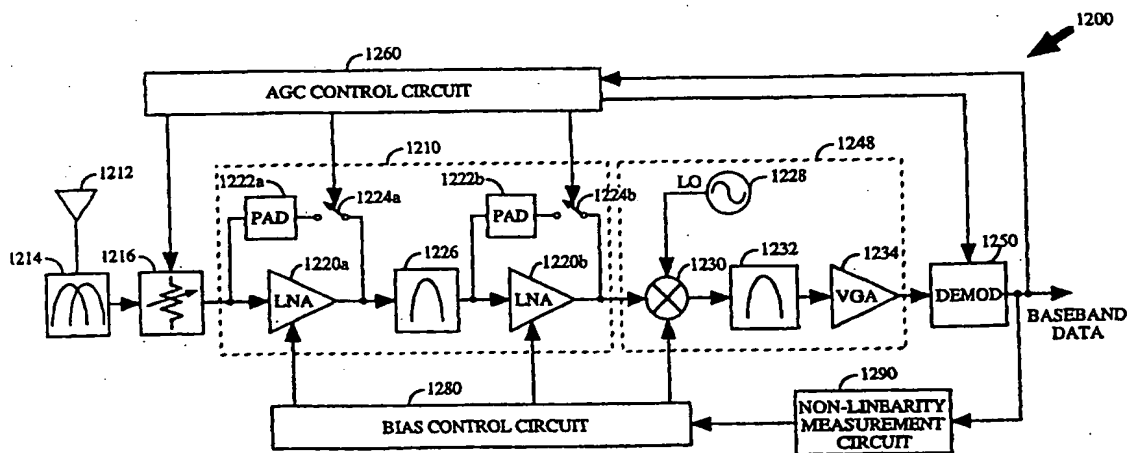 1200
1260
AGC CONTROL CIRCUIT
1210
1248
1212
1222a
1224a
1222b
1224b
LO
1228
PAD
PAD
1214
1216
1220a
1226
1220b
1230
1232
1234
1250
LNA
LNA
VGA
DEMOD
BASEBAND
DATA
1280
BIAS CONTROL CIRCUIT
1290
NON-LINEARITY
MEASUREMENT
CIRCUIT